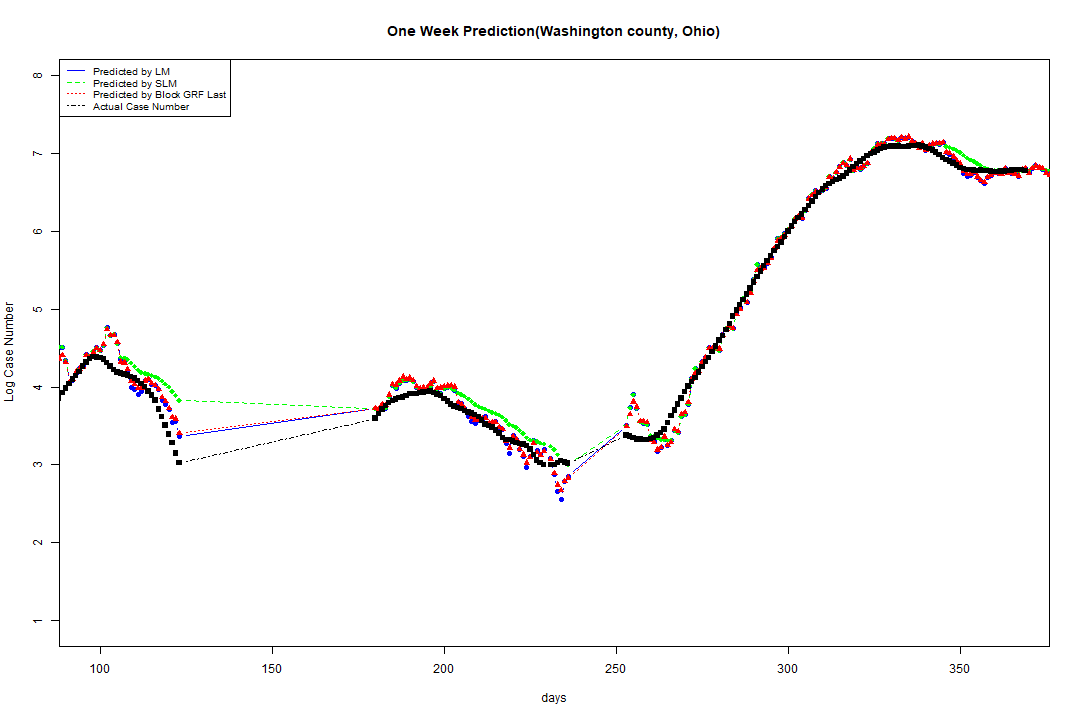 One Week Prediction(Washington county, Ohio)
Predicted by LM
Predicted by SLM
Predicted by Block GRF Last
Actual Case Number
8
7
6
5
4
3
2
1
Log Case Number
100 150 200 250 300 350
days